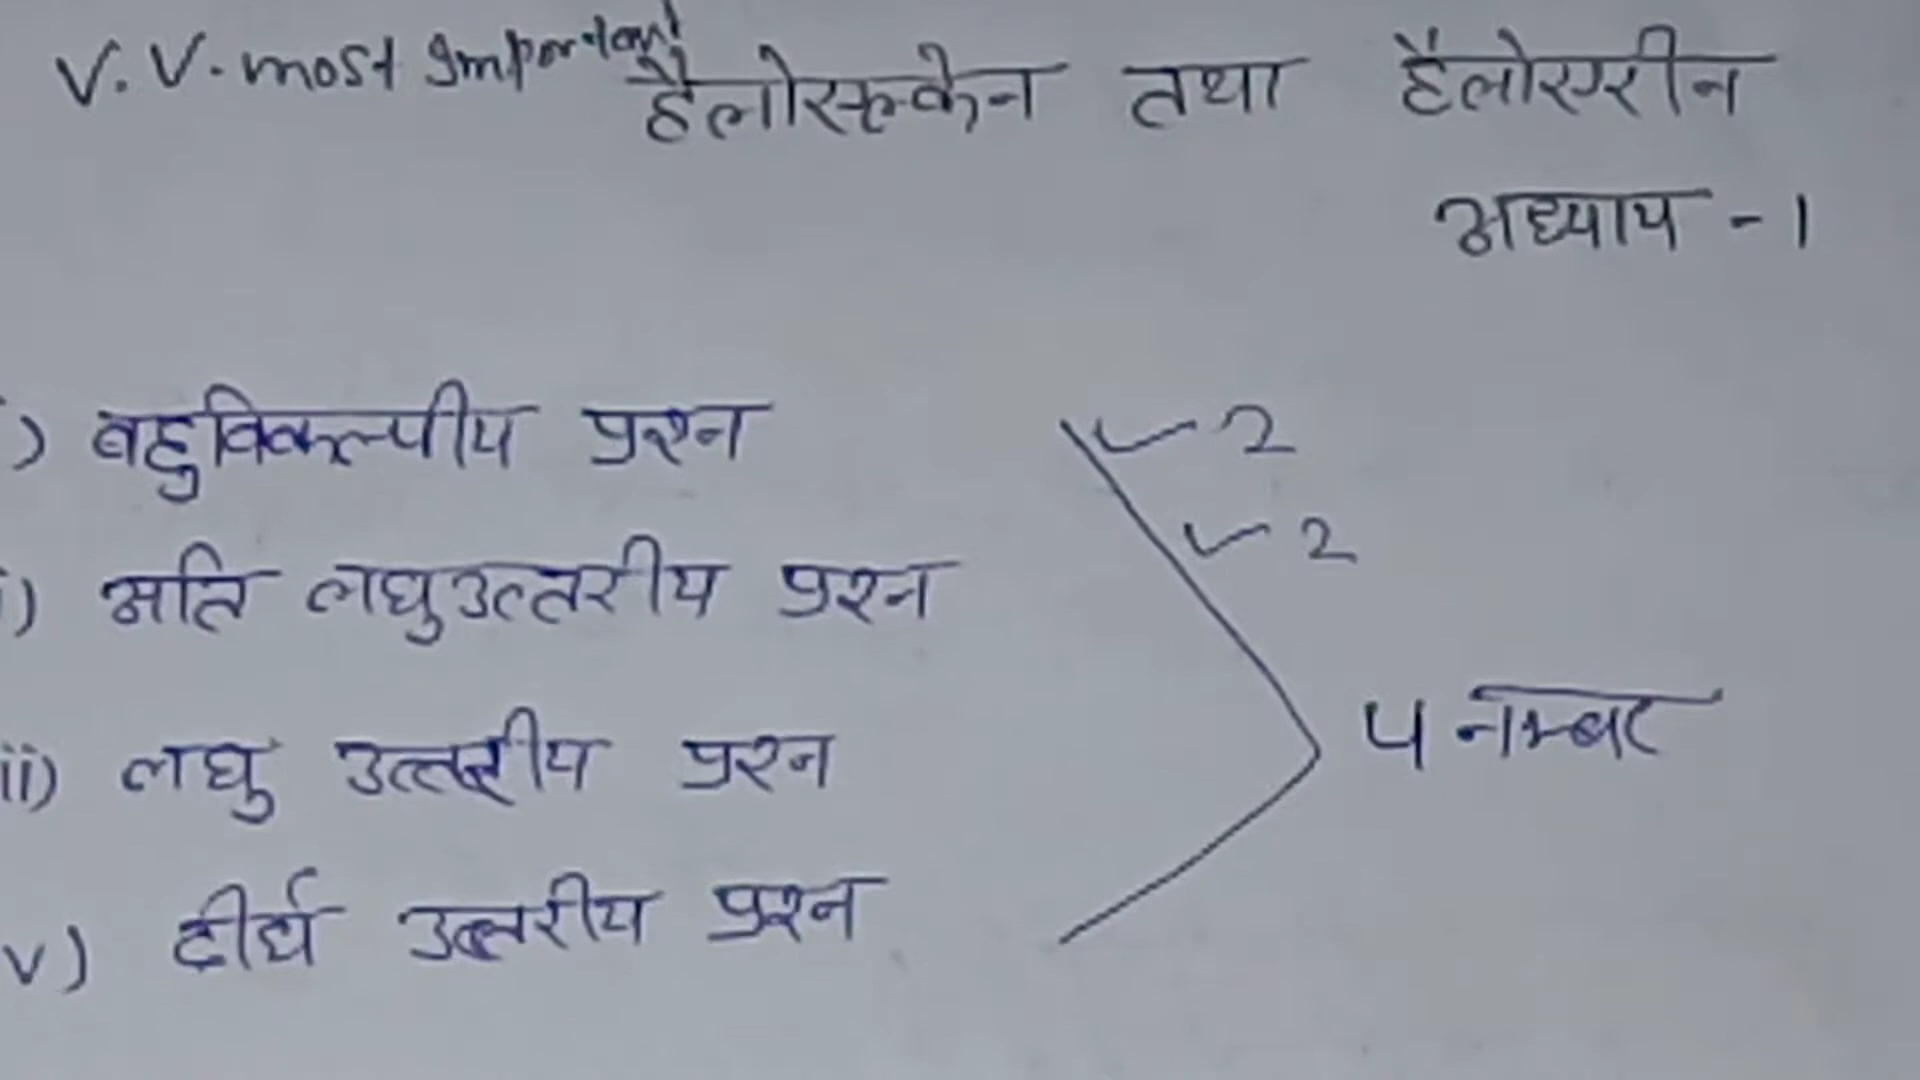 V. V. most Important हैलोएल्केन तथा हैलोएरीन
अध्याय - 1
) बहुविकल्पीय प्रश्न
2
i) अति लघुउत्तरीय प्रश्न
2
ii) लघु उत्तरीय प्रश्न
4 नम्बर
v) दीर्घ उत्तरीय प्रश्न